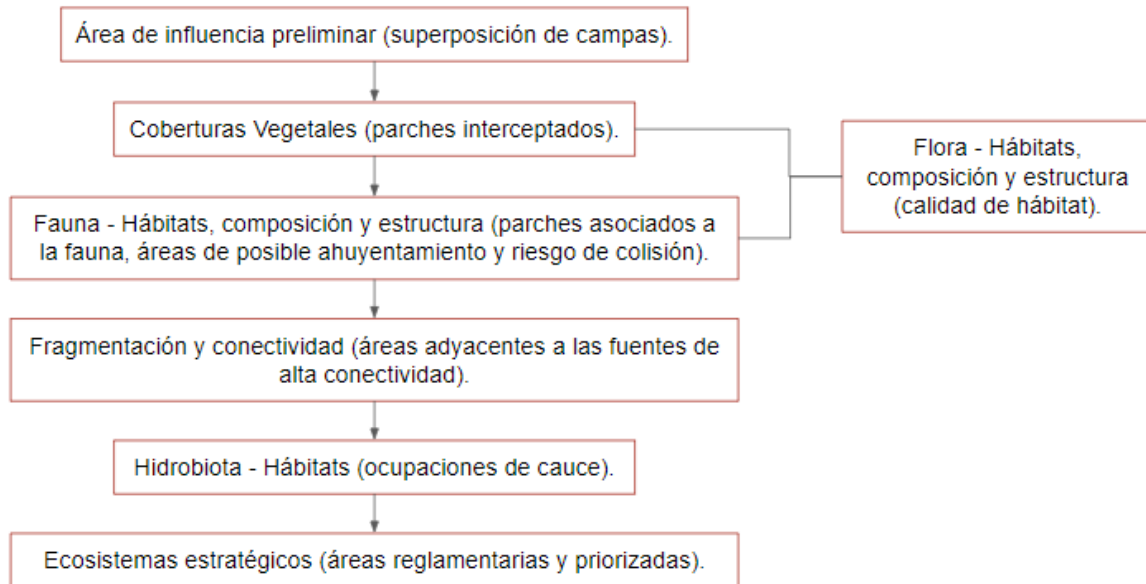 Área de influencia preliminar (superposición de campas).
Coberturas Vegetales (parches interceptados).
Flora - Hábitats,
composición y estructura
(calidad de hábitat).
Fauna - Hábitats, composición y estructura (parches asociados a
la fauna, áreas de posible ahuyentamiento y riesgo de colisión).
Fragmentación y conectividad (áreas adyacentes a las fuentes de
alta conectividad).
Hidrobiota - Hábitats (ocupaciones de cauce).
Ecosistemas estratégicos (áreas reglamentarias y priorizadas).